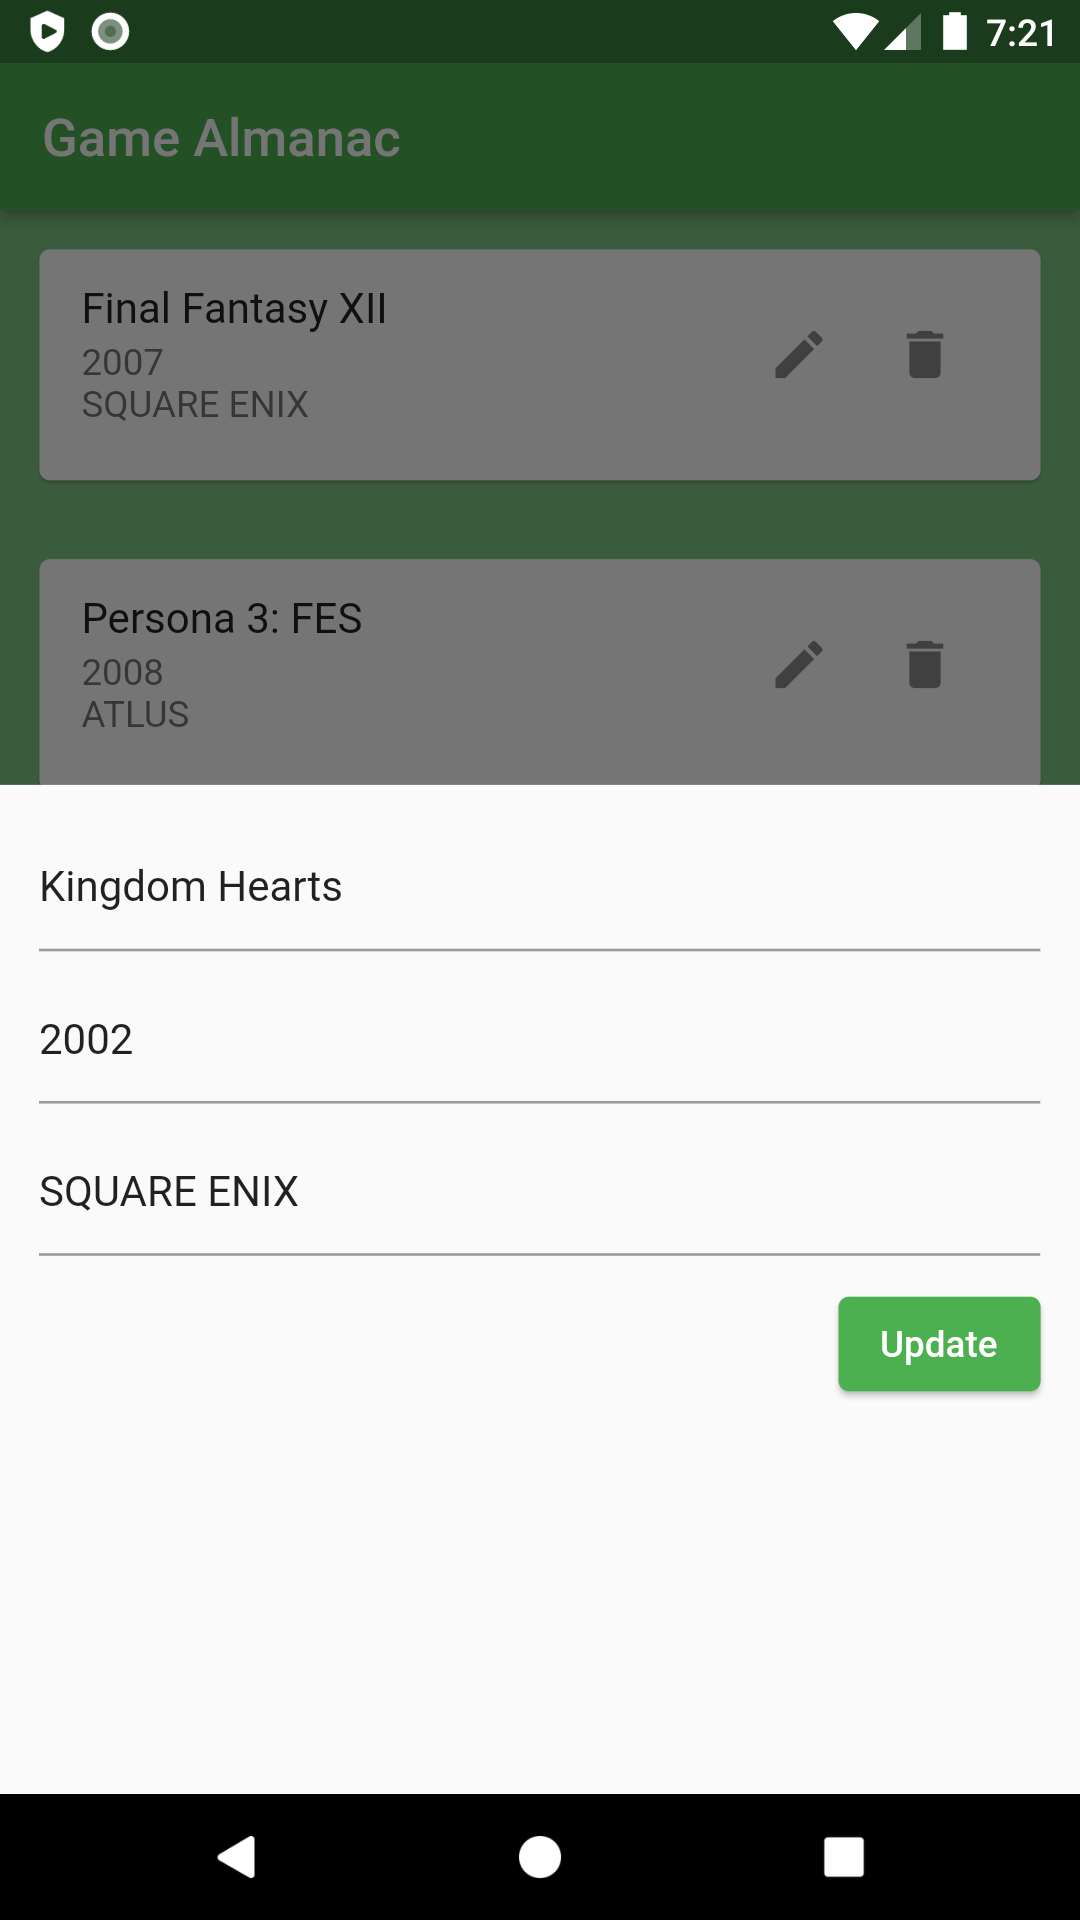 7:21
Game Almanac
Final Fantasy XII
2007
SQUARE ENIX
Persona 3: FES
2008
ATLUS
Kingdom Hearts
2002
SQUARE ENIX
Update